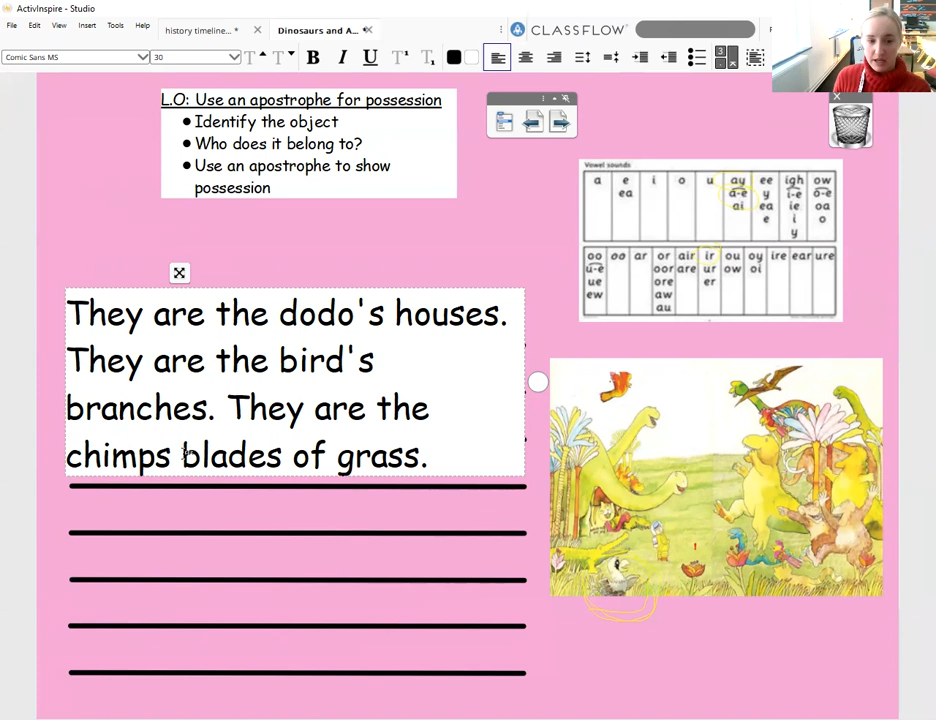 ActivInspire - Studio
File Edit View Insert Tools Help
history timeline... *
Dinosaurs and A...
CLASSFLOW
Comic Sans MS
30
B I U
L.O: Use an apostrophe for possession
• Identify the object
• Who does it belong to?
• Use an apostrophe to show
possession
They are the dodo's houses.
They are the bird's
branches. They are the
chimps blades of grass.
Vowel sounds
a e i o u ay ee igh ow
ea a-e y i-e o-e
ai ea ie oa
e i o
y
oo oo ar or air ir ou oy ire ear ure
u-e oor are ur ow oi
ue ore er
ew aw
au